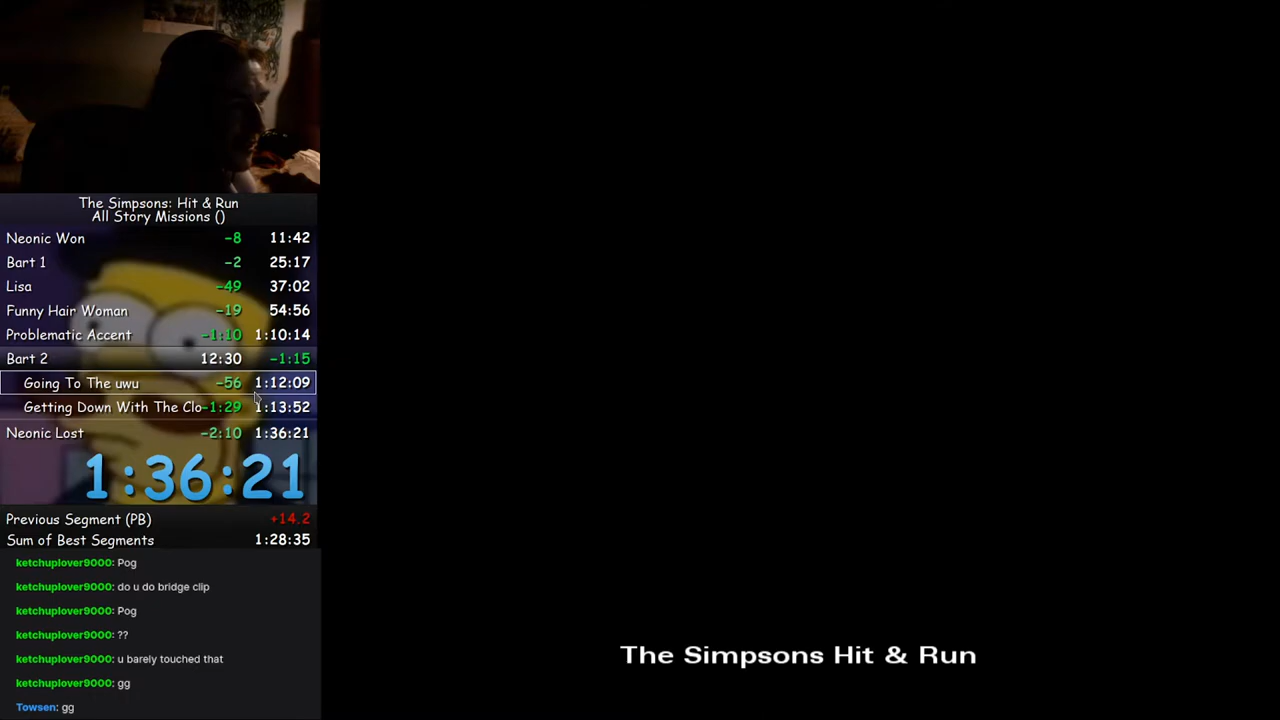 The Simpsons: Hit & Run
All Story Missions ()
Neonic Won -8 11:42
Bart 1 -2 25:17
Lisa -49 37:02
Funny Hair Woman -19 54:56
Problematic Accent -1:10 1:10:14
Bart 2 12:30 -1:15
Going To The uwu -56 1:12:09
Getting Down With The Clo -1:29 1:13:52
Neonic Lost -2:10 1:36:21
1:36:21
Previous Segment (PB) +14.2
Sum of Best Segments 1:28:35
ketchuplover9000: Pog
ketchuplover9000: do u do bridge clip
ketchuplover9000: Pog
ketchuplover9000: ??
ketchuplover9000: u barely touched that
ketchuplover9000: gg
Towsen: gg
The Simpsons Hit & Run